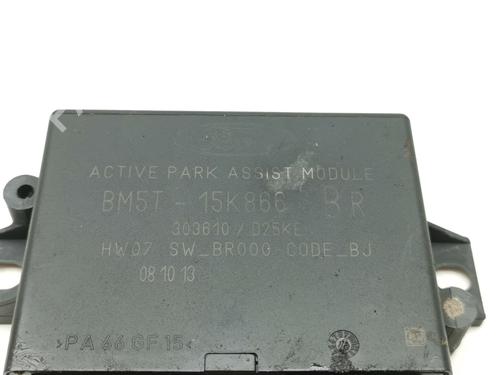 ACTIVE PARK ASSIST MODULE
BM5T - 15K866 BR
303610 / D25KE
HW07 SW_BR000-CODE_BJ
08 10 13
>PA 66 GF 15<